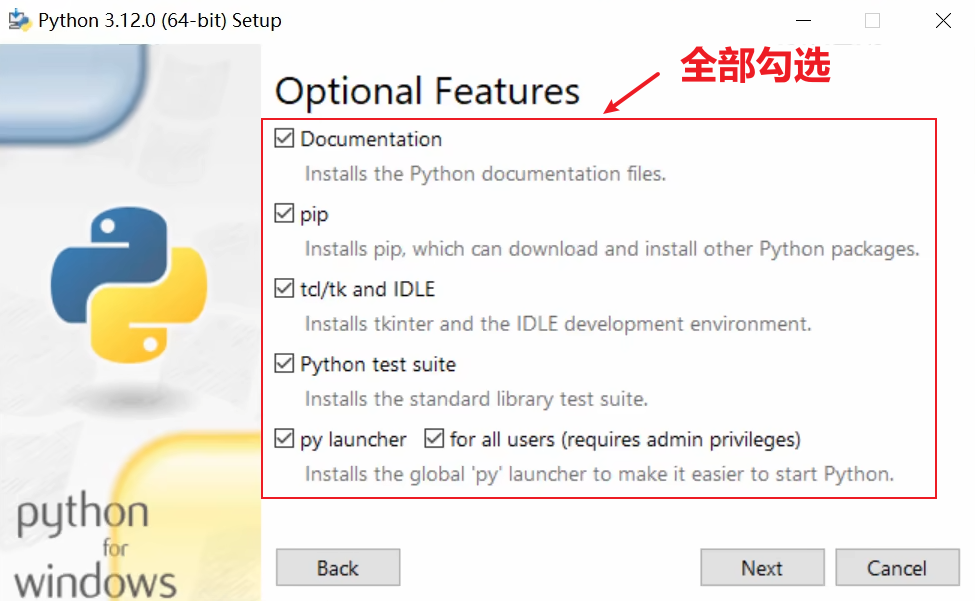 Python 3.12.0 (64-bit) Setup
全部勾选
Optional Features
Documentation
Installs the Python documentation files.
pip
Installs pip, which can download and install other Python packages.
tcl/tk and IDLE
Installs tkinter and the IDLE development environment.
Python test suite
Installs the standard library test suite.
py launcher for all users (requires admin privileges)
Installs the global 'py' launcher to make it easier to start Python.
python
for
windows
Back Next Cancel